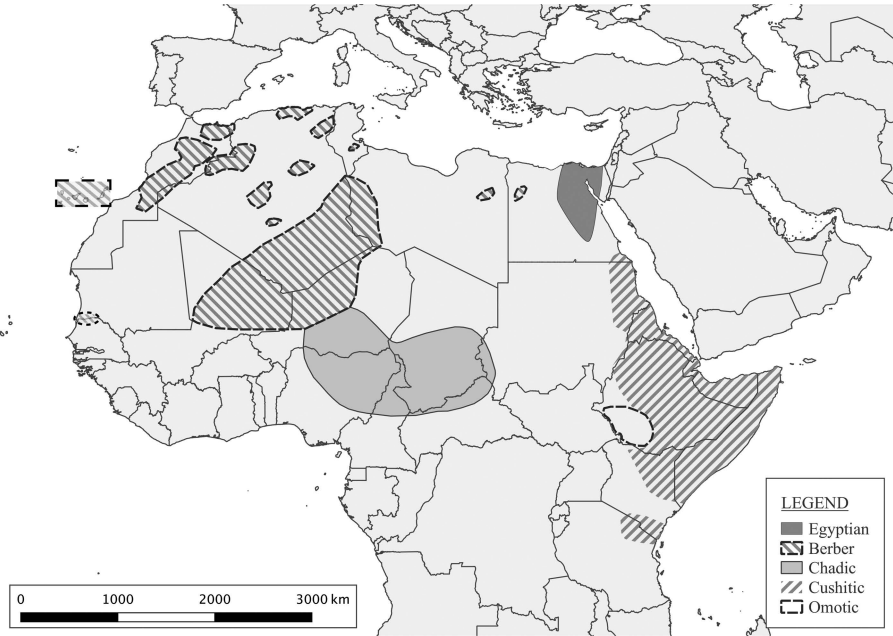 LEGEND
Egyptian
Berber
Chadic
Cushitic
Omotic
0 1000 2000 3000 km